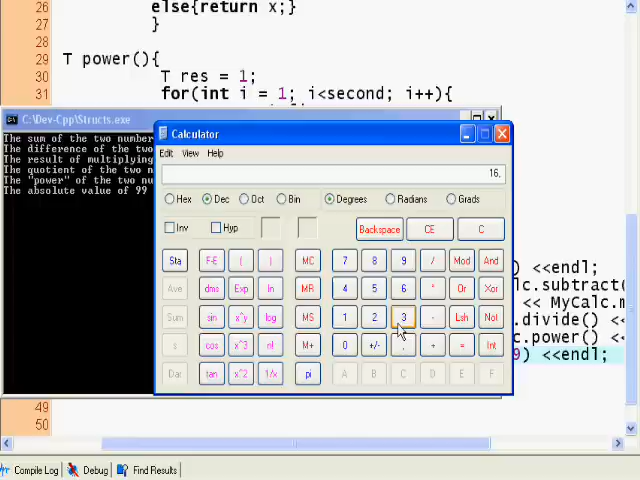 26 else{return x;}
27 }
28
29 T power(){
30 T res = 1;
31 for(int i = 1; i<second; i++){
C:\Dev-Cpp\Structs.exe
The sum of the two number
The difference of the two
The result of multiplying
The quotient of the two n
The "power" of the two nu
The absolute value of 99
Calculator
Edit View Help
16.
Hex Dec Oct Bin Degrees Radians Grads
Inv Hyp Backspace CE C
Sta F-E ( ) MC 7 8 9 / Mod And
Ave dms Exp ln MR 4 5 6 * Or Xor
Sum sin x^y log MS 1 2 3 - Lsh Not
s cos x^3 n! M+ 0 +/- . + = Int
Dat tan x^2 1/x pi A B C D E F
) <<endl;
lc.subtract(
<< MyCalc.m
.divide() <<
c.power() <<
9) <<endl;
49
50
Compile Log Debug Find Results